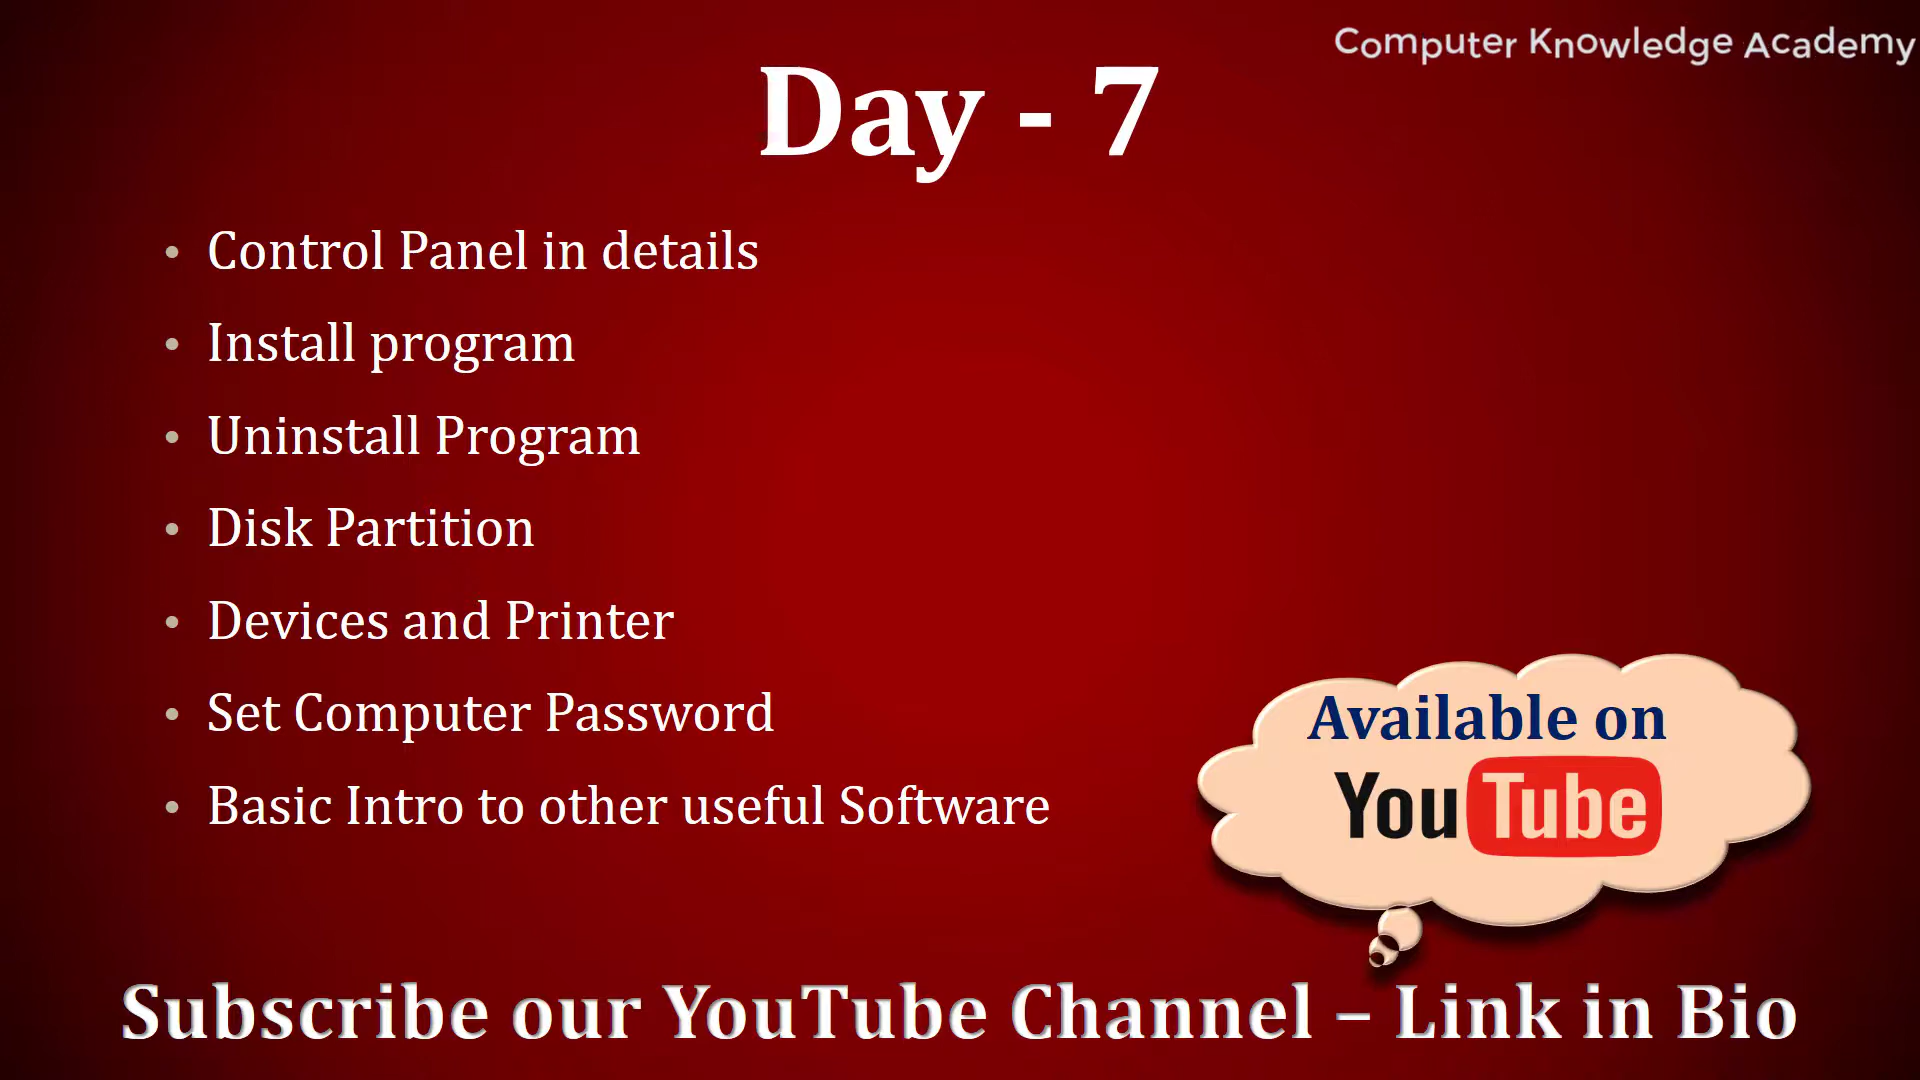 Computer Knowledge Academy
Day - 7
• Control Panel in details
• Install program
• Uninstall Program
• Disk Partition
• Devices and Printer
• Set Computer Password
• Basic Intro to other useful Software
Available on
YouTube
Subscribe our YouTube Channel – Link in Bio